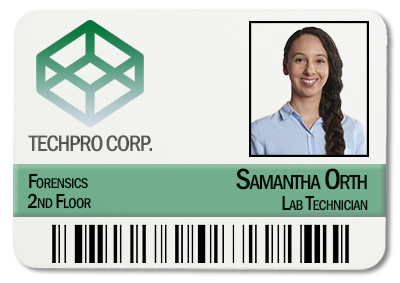 TECHPRO CORP.
FORENSICS
2ND FLOOR
SAMANTHA ORTH
LAB TECHNICIAN